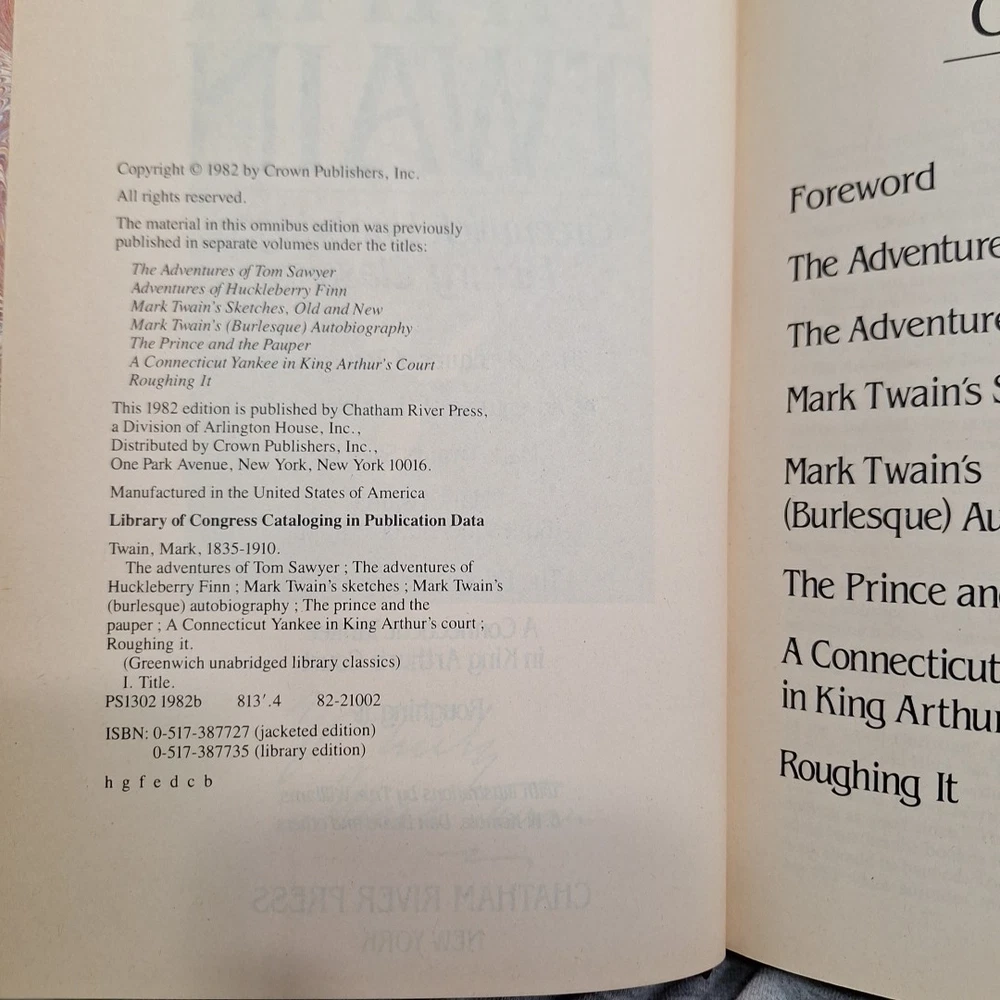 Copyright © 1982 by Crown Publishers, Inc.
All rights reserved.
The material in this omnibus edition was previously
published in separate volumes under the titles:
The Adventures of Tom Sawyer
Adventures of Huckleberry Finn
Mark Twain's Sketches, Old and New
Mark Twain's (Burlesque) Autobiography
The Prince and the Pauper
A Connecticut Yankee in King Arthur's Court
Roughing It
This 1982 edition is published by Chatham River Press,
a Division of Arlington House, Inc.,
Distributed by Crown Publishers, Inc.,
One Park Avenue, New York, New York 10016.
Manufactured in the United States of America
Library of Congress Cataloging in Publication Data
Twain, Mark, 1835-1910.
The adventures of Tom Sawyer ; The adventures of
Huckleberry Finn ; Mark Twain's sketches ; Mark Twain's
(burlesque) autobiography ; The prince and the
pauper ; A Connecticut Yankee in King Arthur's court ;
Roughing it.
(Greenwich unabridged library classics)
I. Title.
PS1302 1982b 813′.4 82-21002
ISBN: 0-517-387727 (jacketed edition)
0-517-387735 (library edition)
h g f e d c b
Foreword
The Adventure
The Adventur
Mark Twain's S
Mark Twain's
(Burlesque) Au
The Prince an
A Connecticut
in King Arthur
Roughing It